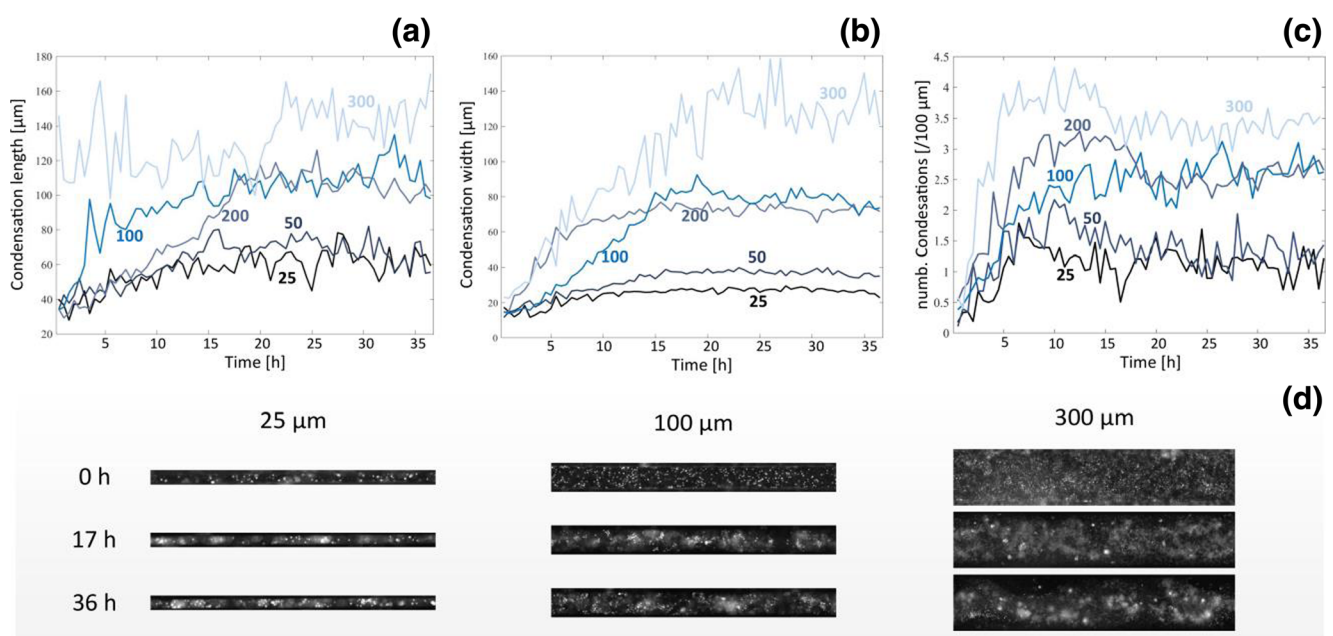 (a)
Condensation length [µm]
180
160
140
120
100
80
60
40
20
300
100
200
50
25
5 10 15 20 25 30 35
Time [h]
(b)
Condensation width [µm]
160
140
120
100
80
60
40
20
0
300
200
100
50
25
5 10 15 20 25 30 35
Time [h]
(c)
numb. Condesations [/100 µm]
4.5
4
3.5
3
2.5
2
1.5
1
0.5
0
200
300
100
50
25
5 10 15 20 25 30 35
Time [h]
(d)
25 µm 100 µm 300 µm
0 h
17 h
36 h